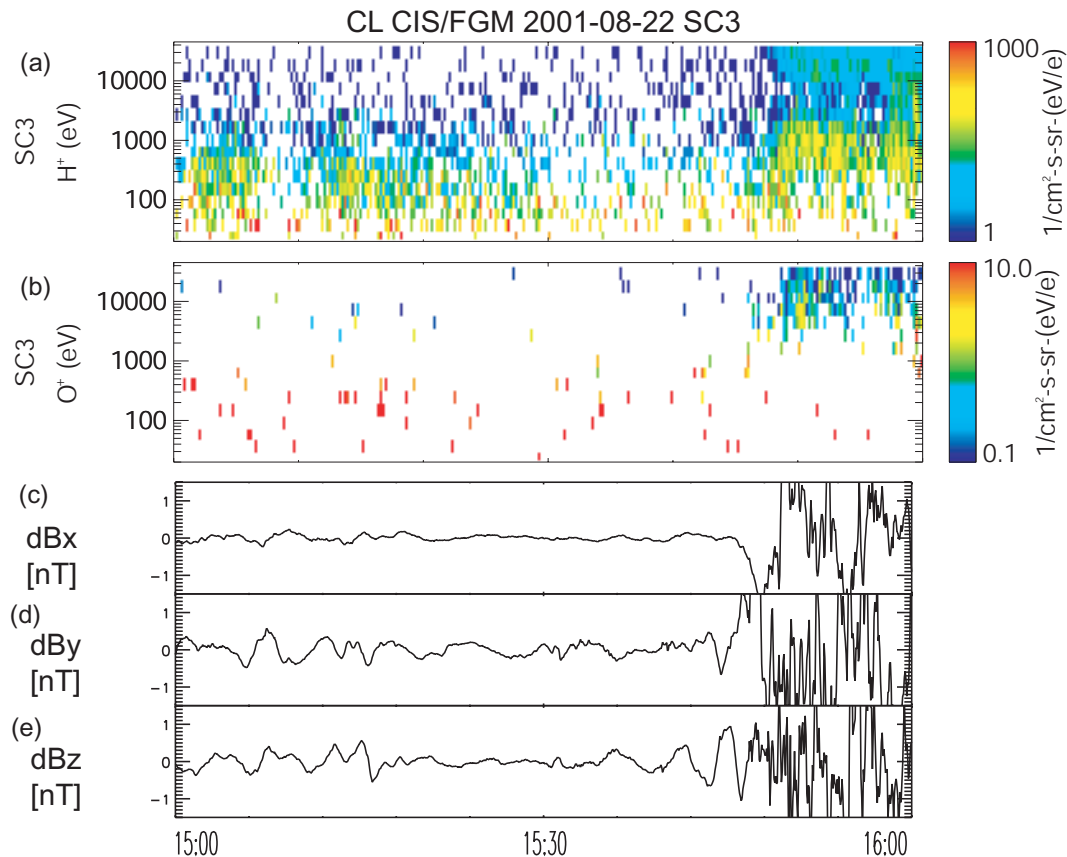 CL CIS/FGM 2001-08-22 SC3
(a)
SC3
H⁺ (eV)
10000
1000
100
1000
1
1/cm²-s-sr-(eV/e)
(b)
SC3
O⁺ (eV)
10000
1000
100
10.0
0.1
1/cm²-s-sr-(eV/e)
(c)
dBx
[nT]
1
0
−1
(d)
dBy
[nT]
1
0
−1
(e)
dBz
[nT]
1
0
−1
15:00
15:30
16:00